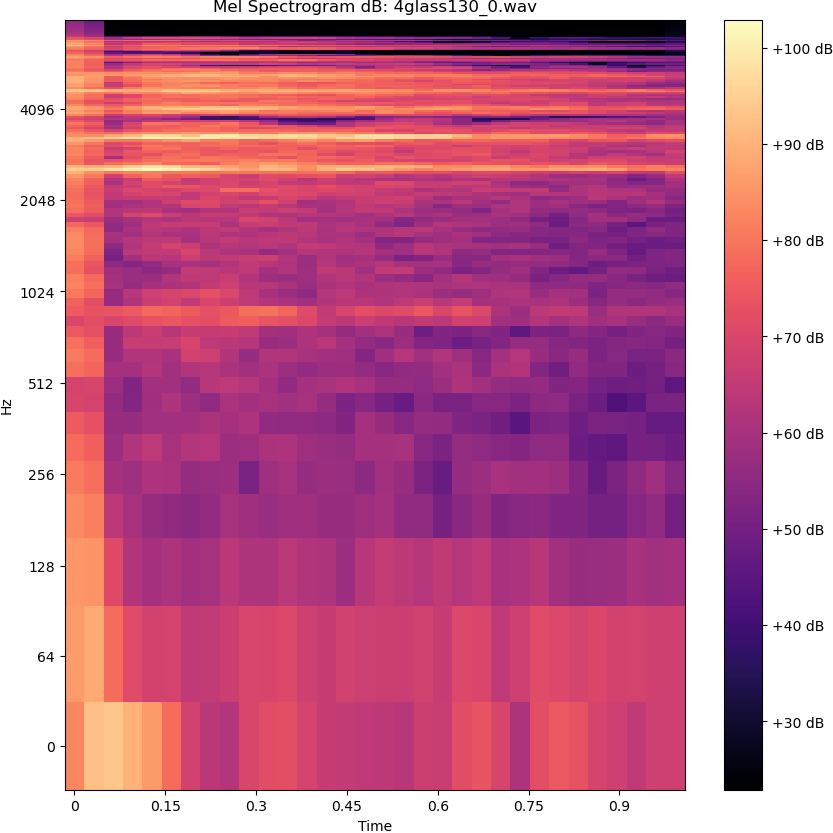 Mel Spectrogram dB: 4glass130_0.wav
+100 dB
4096
+90 dB
2048
+80 dB
1024
+70 dB
512
Hz
+60 dB
256
+50 dB
128
+40 dB
64
+30 dB
0
0 0.15 0.3 0.45 0.6 0.75 0.9
Time